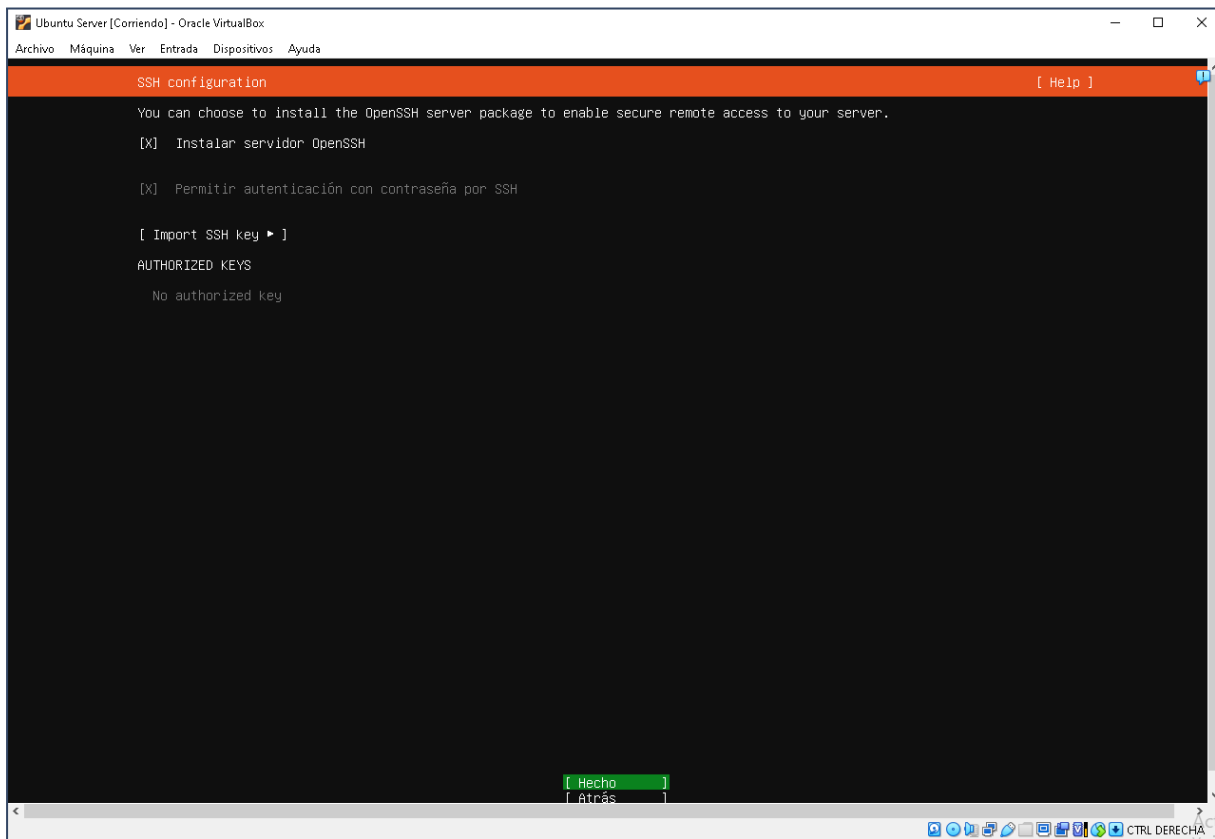 Ubuntu Server [Corriendo] - Oracle VirtualBox
Archivo Máquina Ver Entrada Dispositivos Ayuda
SSH configuration [ Help ]
You can choose to install the OpenSSH server package to enable secure remote access to your server.
[X] Instalar servidor OpenSSH
[X] Permitir autenticación con contraseña por SSH
[ Import SSH key ▸ ]
AUTHORIZED KEYS
No authorized key
[ Hecho ]
[ Atrás ]
CTRL DERECHA